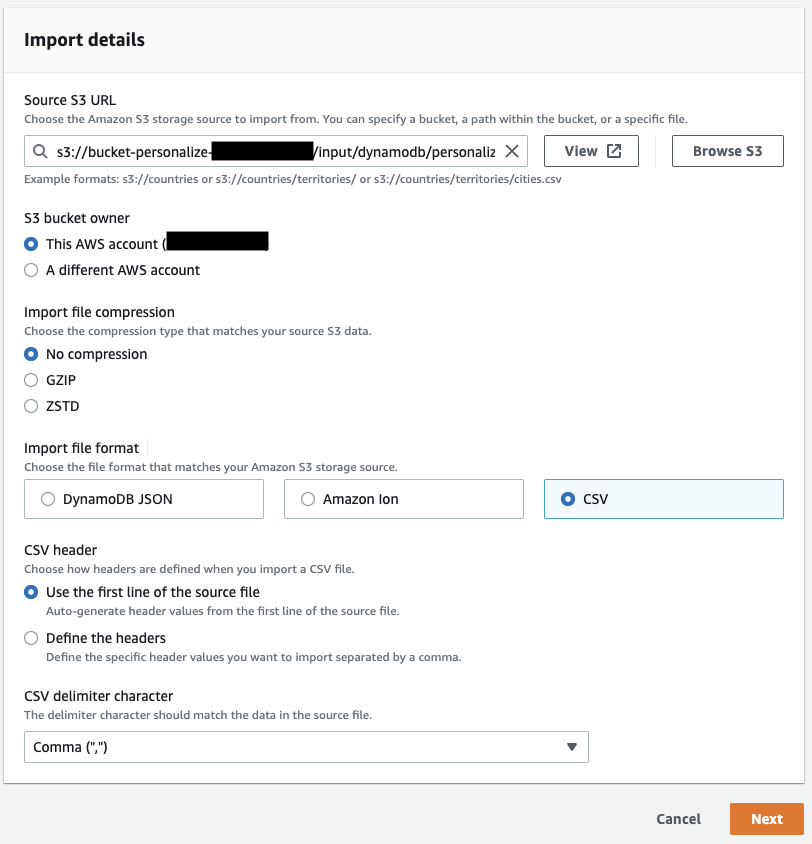 Import details
Source S3 URL
Choose the Amazon S3 storage source to import from. You can specify a bucket, a path within the bucket, or a specific file.
s3://bucket-personalize- /input/dynamodb/personaliz
View
Browse S3
Example formats: s3://countries or s3://countries/territories/ or s3://countries/territories/cities.csv
S3 bucket owner
This AWS account (
A different AWS account
Import file compression
Choose the compression type that matches your source S3 data.
No compression
GZIP
ZSTD
Import file format
Choose the file format that matches your Amazon S3 storage source.
DynamoDB JSON
Amazon Ion
CSV
CSV header
Choose how headers are defined when you import a CSV file.
Use the first line of the source file
Auto-generate header values from the first line of the source file.
Define the headers
Define the specific header values you want to import separated by a comma.
CSV delimiter character
The delimiter character should match the data in the source file.
Comma (",")
Cancel
Next